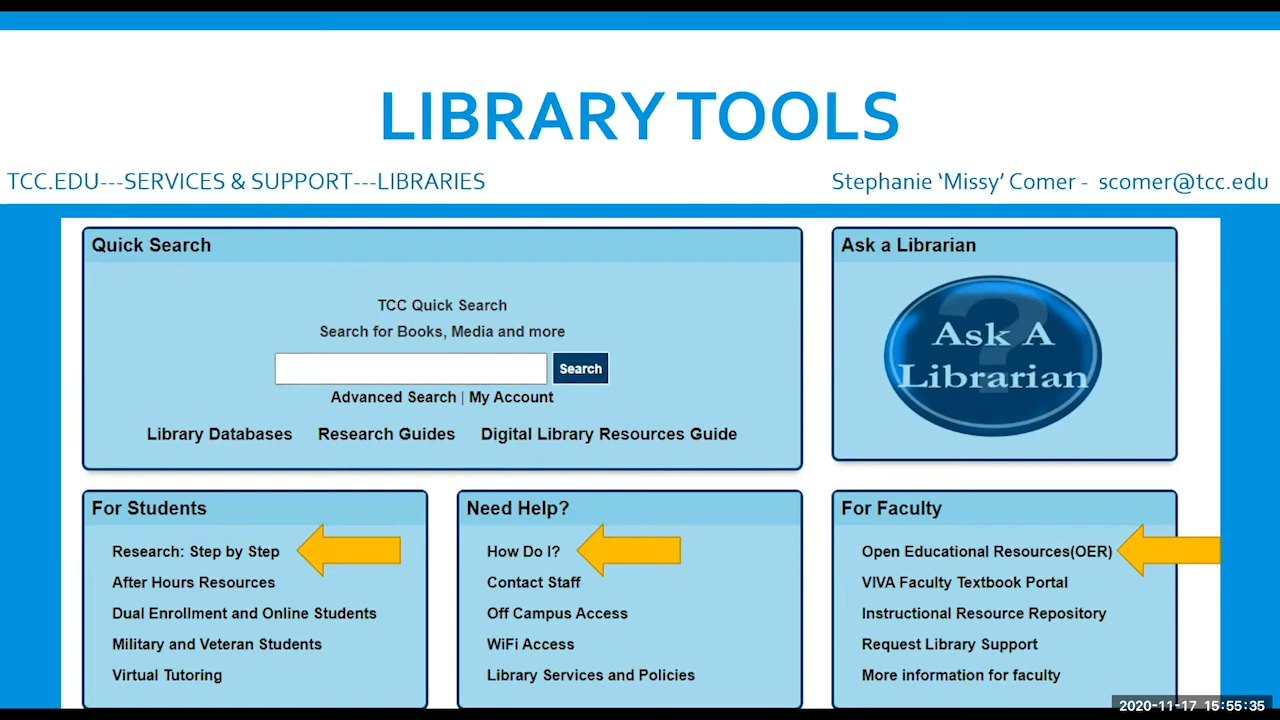 LIBRARY TOOLS
TCC.EDU---SERVICES & SUPPORT---LIBRARIES
Stephanie ‘Missy’ Comer - scomer@tcc.edu
Quick Search
TCC Quick Search
Search for Books, Media and more
Search
Advanced Search | My Account
Library Databases Research Guides Digital Library Resources Guide
Ask a Librarian
?
Ask A
Librarian
For Students
Research: Step by Step
After Hours Resources
Dual Enrollment and Online Students
Military and Veteran Students
Virtual Tutoring
Need Help?
How Do I?
Contact Staff
Off Campus Access
WiFi Access
Library Services and Policies
For Faculty
Open Educational Resources(OER)
VIVA Faculty Textbook Portal
Instructional Resource Repository
Request Library Support
More information for faculty
2020-11-17 15:55:35